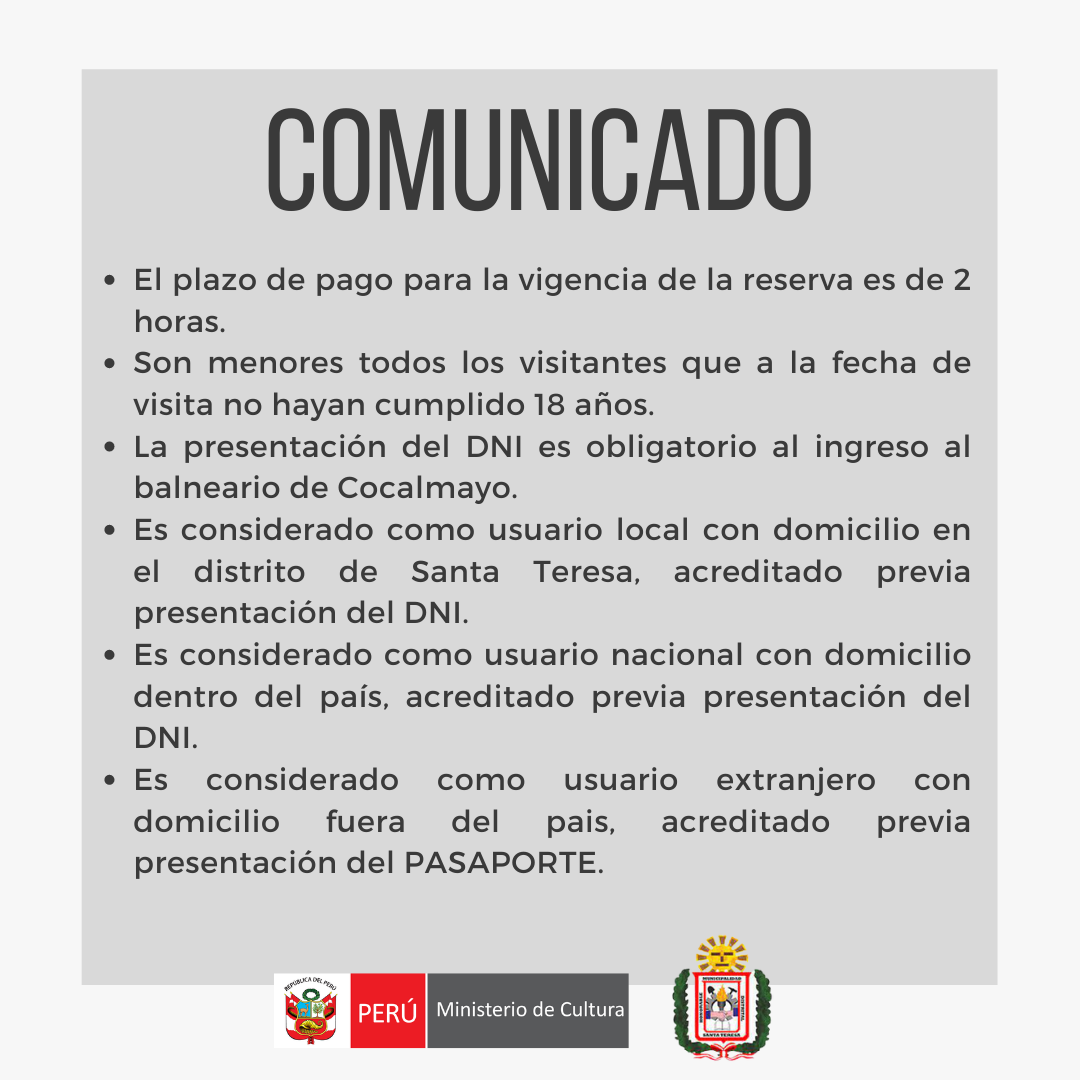 COMUNICADO
• El plazo de pago para la vigencia de la reserva es de 2
horas.
• Son menores todos los visitantes que a la fecha de
visita no hayan cumplido 18 años.
• La presentación del DNI es obligatorio al ingreso al
balneario de Cocalmayo.
• Es considerado como usuario local con domicilio en
el distrito de Santa Teresa, acreditado previa
presentación del DNI.
• Es considerado como usuario nacional con domicilio
dentro del país, acreditado previa presentación del
DNI.
• Es considerado como usuario extranjero con
domicilio fuera del pais, acreditado previa
presentación del PASAPORTE.
REPÚBLICA DEL PERÚ
PERÚ
Ministerio de Cultura
MUNICIPALIDAD
SANTA TERESA